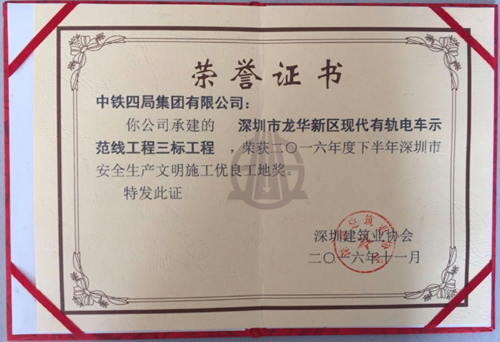 荣誉证书
中铁四局集团有限公司：
你公司承建的 深圳市龙华新区现代有轨电车示
范线工程三标工程 ，荣获二〇一六年度下半年深圳市
安全生产文明施工优良工地奖。
特发此证
深圳建筑业协会
二〇一六年十一月